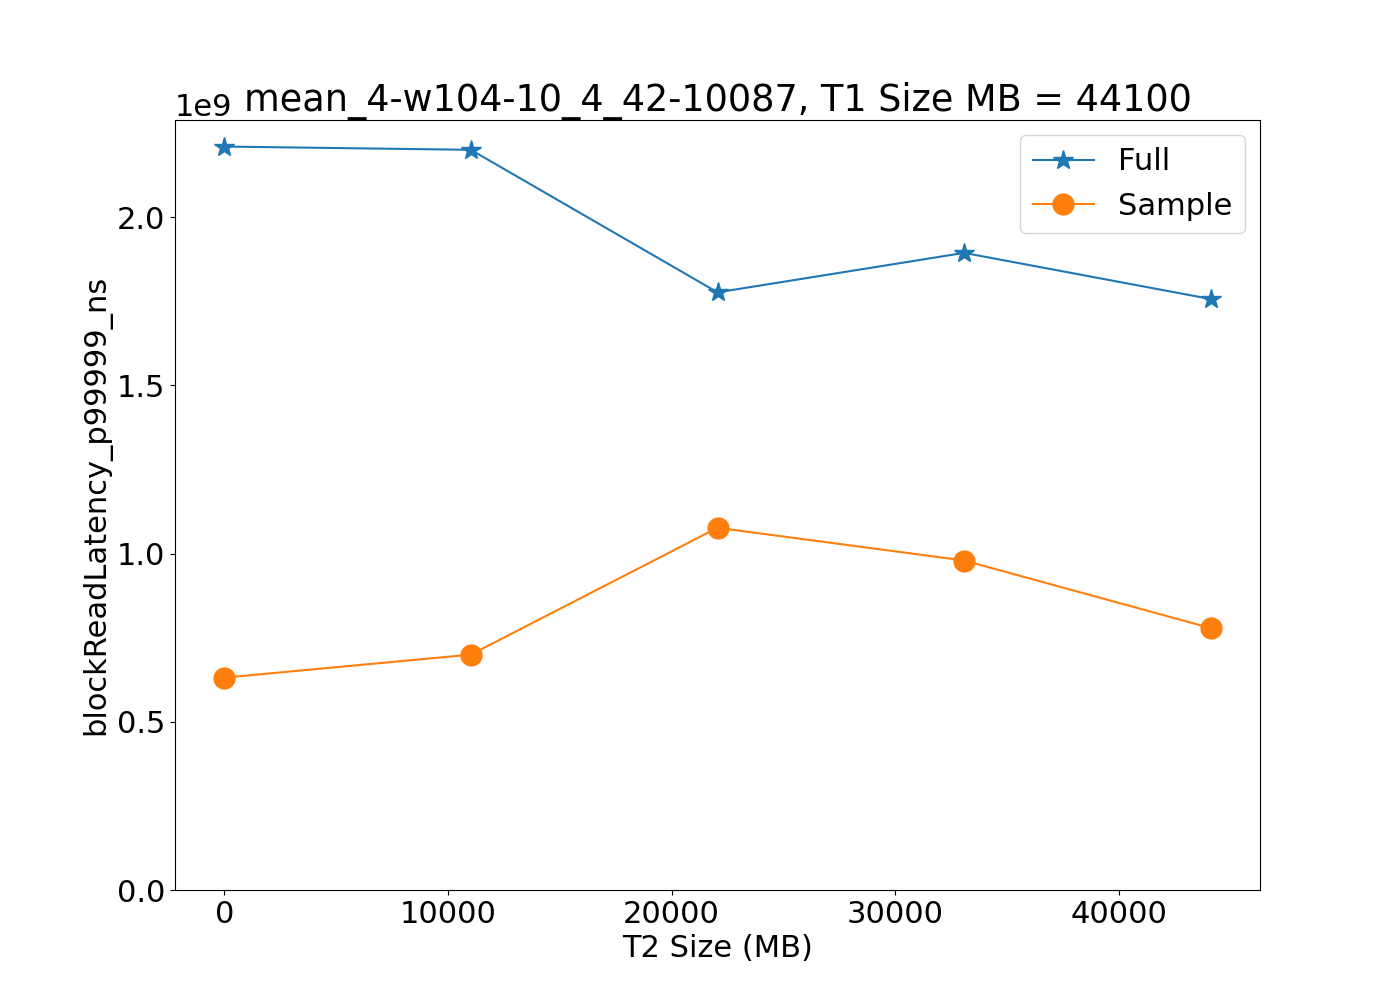 1e9
mean_4-w104-10_4_42-10087, T1 Size MB = 44100
Full
Sample
2.0
1.5
1.0
0.5
0.0
blockReadLatency_p99999_ns
0 10000 20000 30000 40000
T2 Size (MB)